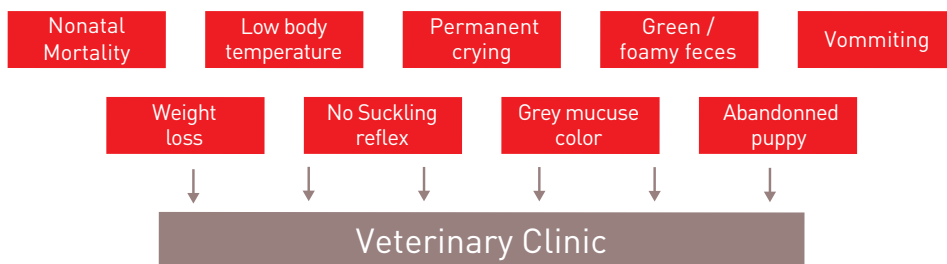 Nonatal
Mortality
Low body
temperature
Permanent
crying
Green /
foamy feces
Vommiting
Weight
loss
No Suckling
reflex
Grey mucuse
color
Abandonned
puppy
Veterinary Clinic